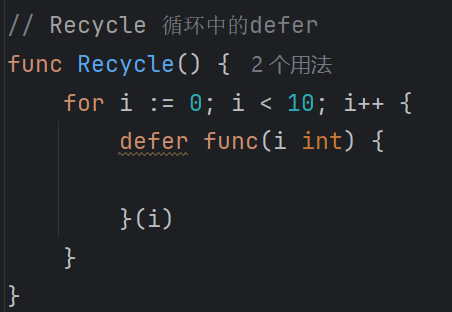 // Recycle 循环中的defer
func Recycle() { 2个用法
    for i := 0; i < 10; i++ {
        defer func(i int) {

        }(i)
    }
}